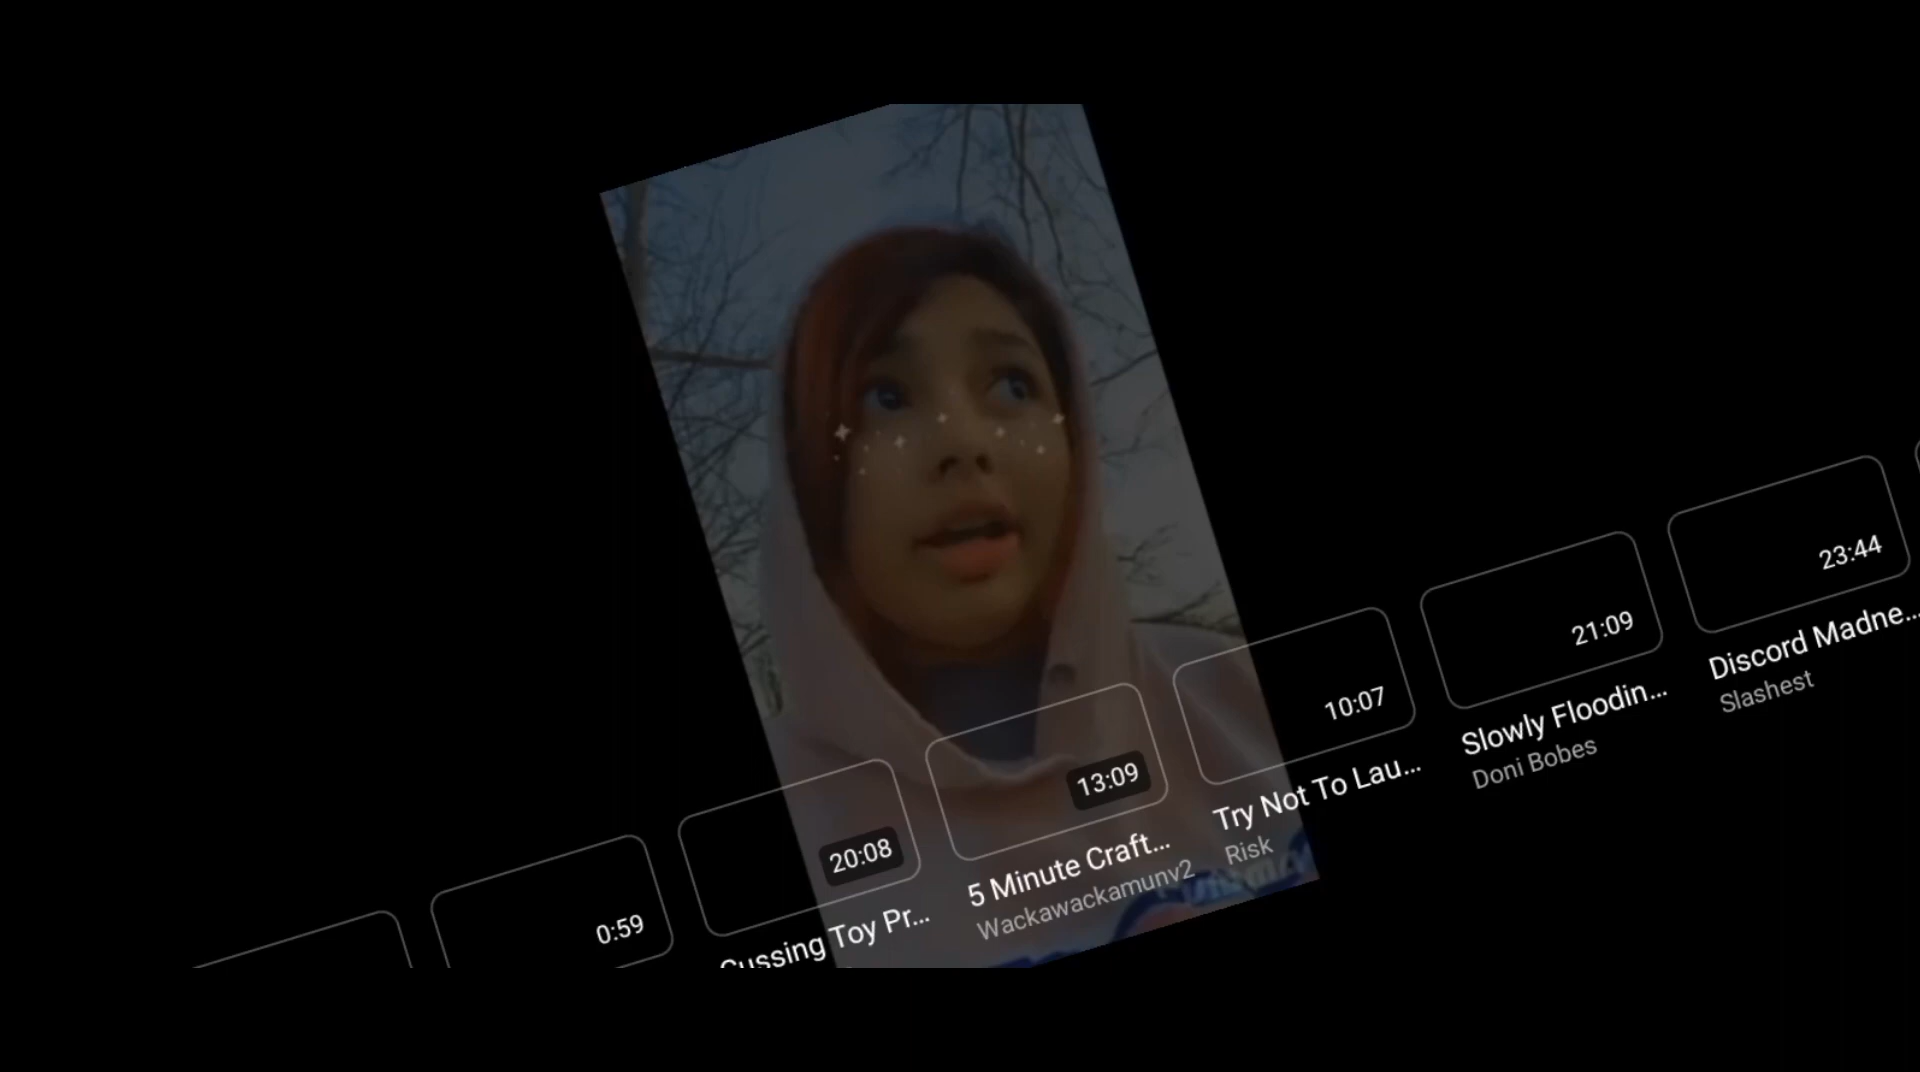 0:59
20:08
Cussing Toy Pr...
13:09
5 Minute Craft...
Wackawackamunv2
10:07
Try Not To Lau...
Risk
21:09
Slowly Floodin...
Doni Bobes
23:44
Discord Madne...
Slashest